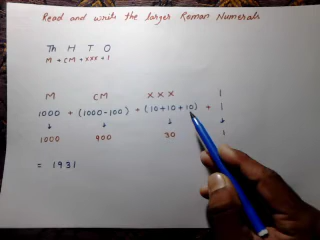 Read and write the larger Roman Numerals
Th H T O
M + CM + XXX + I
M CM XXX I
1000 + (1000-100) + (10+10+10) + 1
↓ ↓ ↓ ↓
1000 900 30 1
= 1931